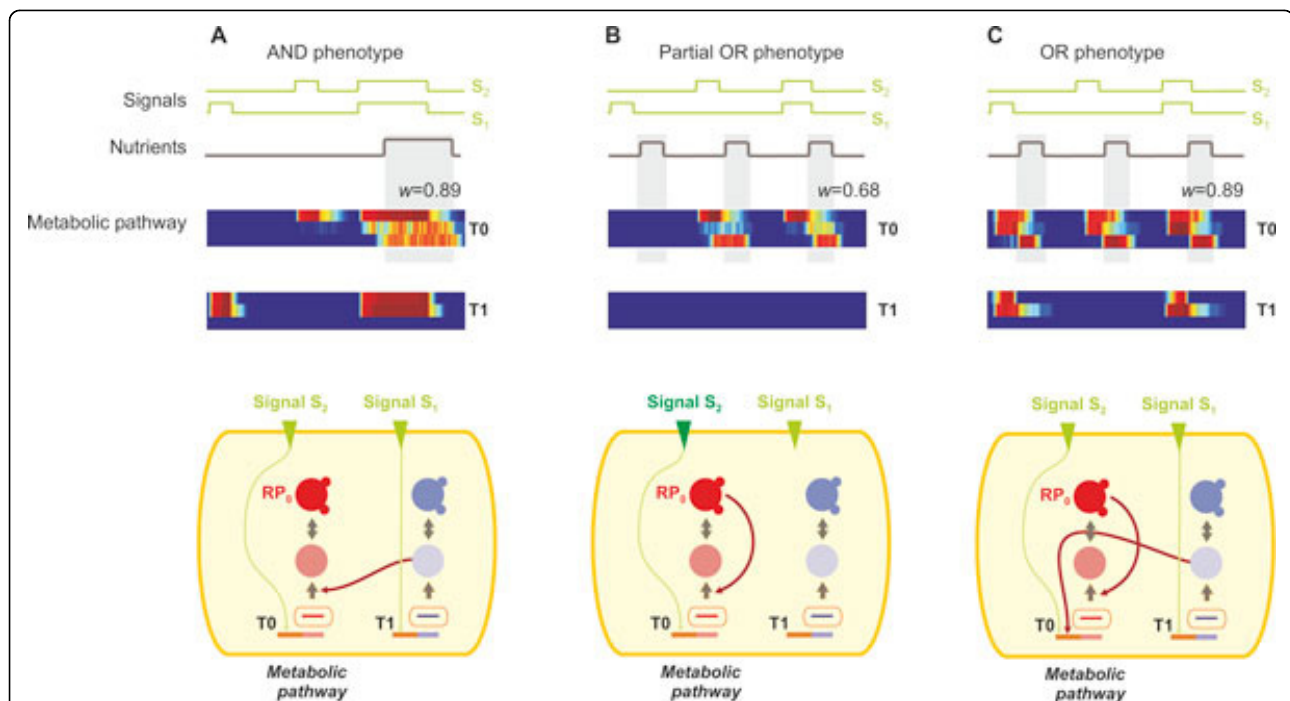 A
AND phenotype
Signals
S₂
S₁
Nutrients
w=0.89
Metabolic pathway
T0
T1
Signal S₂
Signal S₁
RP₀
T0
T1
Metabolic
pathway
B
Partial OR phenotype
w=0.68
T0
T1
Signal S₂
Signal S₁
RP₀
T0
T1
Metabolic
pathway
C
OR phenotype
S₂
S₁
w=0.89
T0
T1
Signal S₂
Signal S₁
RP₀
T0
T1
Metabolic
pathway